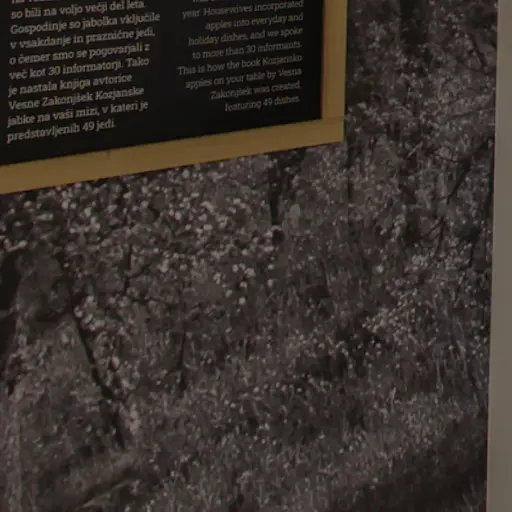 so bili na voljo večji del leta.
Gospodinje so jabolka vključile
v vsakdanje in praznične jedi,
o čemer smo se pogovarjali z
več kot 30 informatorji. Tako
je nastala knjiga avtorice
Vesne Zakonjšek Kozjanske
jabke na vaši mizi, v kateri je
predstavljenih 49 jedi.
year. Housewives incorporated
apples into everyday and
holiday dishes, and we spoke
to more than 30 informants.
This is how the book Kozjansko
apples on your table by Vesna
Zakonjšek was created,
featuring 49 dishes.